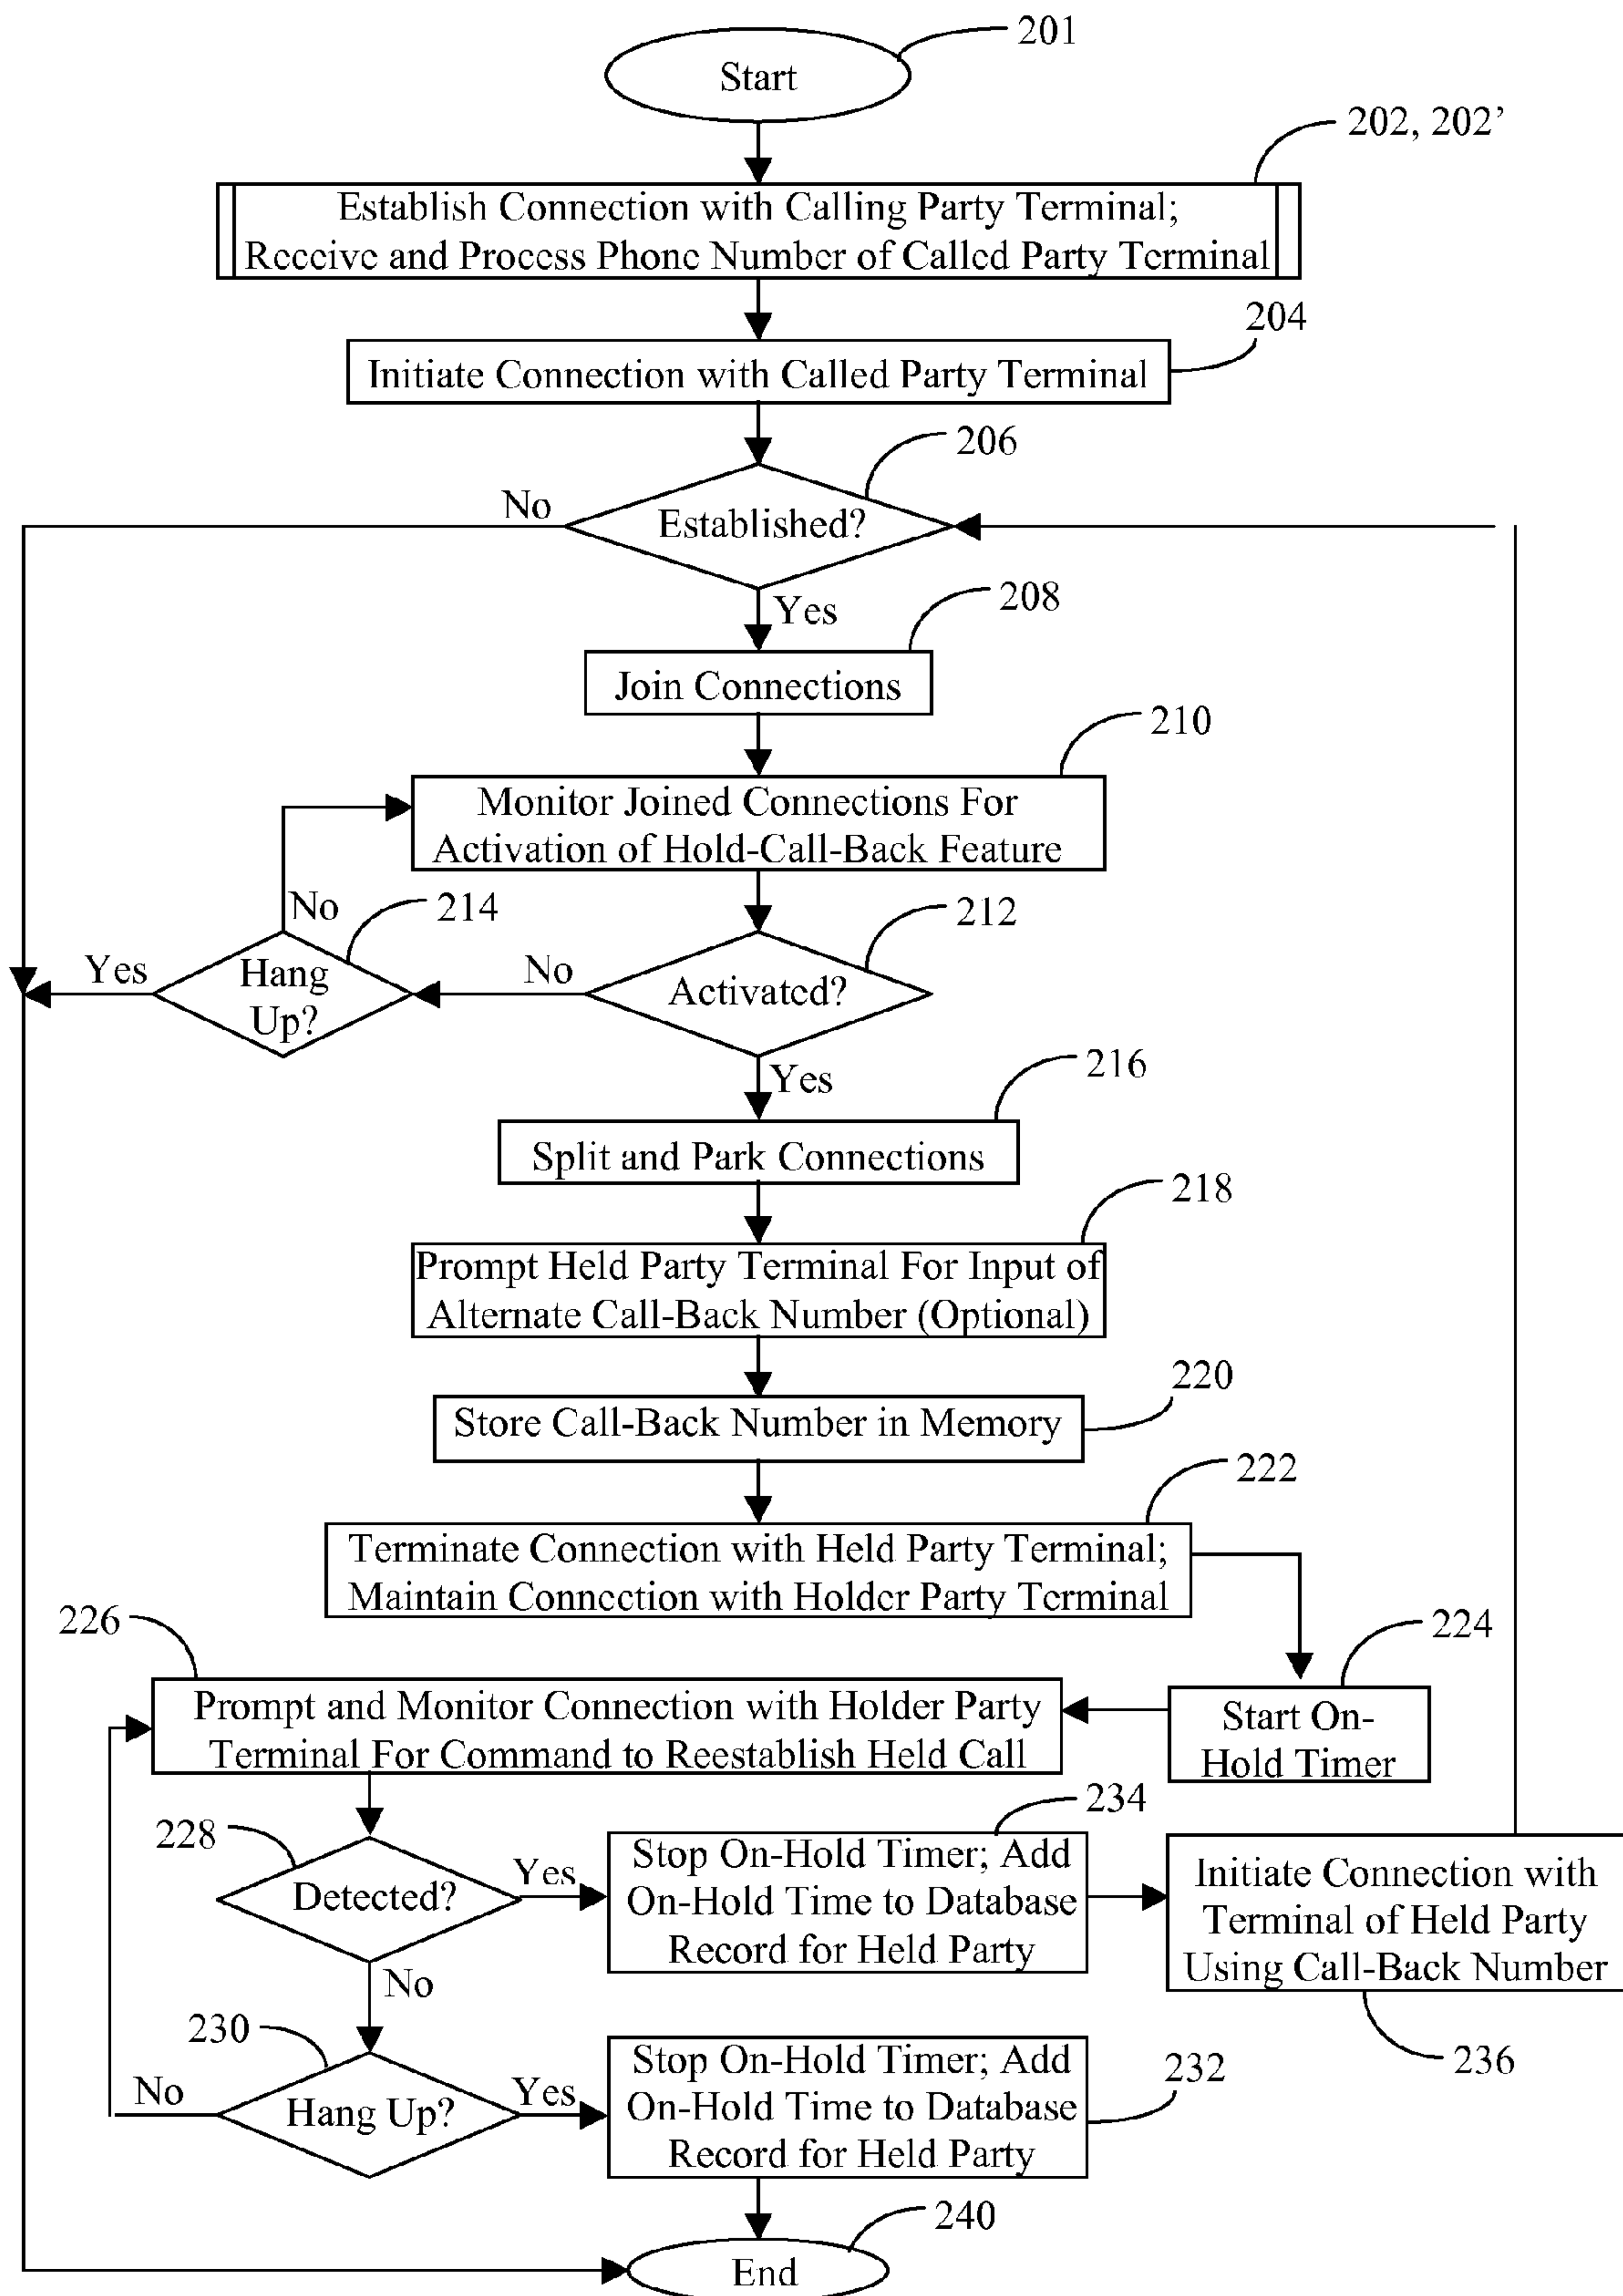 201
Start
202, 202’
Establish Connection with Calling Party Terminal;
Receive and Process Phone Number of Called Party Terminal
204
Initiate Connection with Called Party Terminal
206
No
Established?
Yes
208
Join Connections
210
Monitor Joined Connections For
Activation of Hold-Call-Back Feature
No
214
212
Yes
Hang
Up?
No
Activated?
Yes
216
Split and Park Connections
218
Prompt Held Party Terminal For Input of
Alternate Call-Back Number (Optional)
220
Store Call-Back Number in Memory
222
Terminate Connection with Held Party Terminal;
Maintain Connection with Holder Party Terminal
226
224
Prompt and Monitor Connection with Holder Party
Terminal For Command to Reestablish Held Call
Start On-
Hold Timer
228
234
Detected?
Yes
Stop On-Hold Timer; Add
On-Hold Time to Database
Record for Held Party
Initiate Connection with
Terminal of Held Party
Using Call-Back Number
No
230
236
No
Hang Up?
Yes
Stop On-Hold Timer; Add
On-Hold Time to Database
Record for Held Party
232
240
End